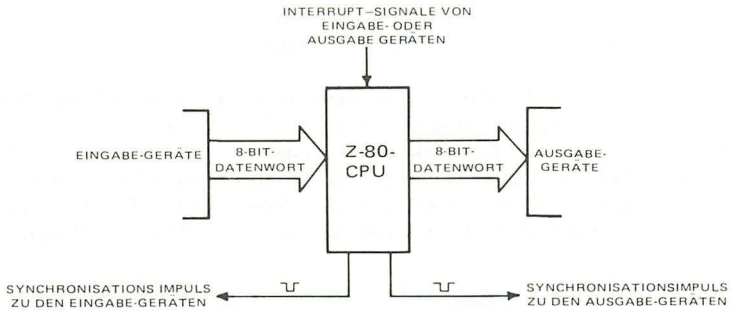 INTERRUPT–SIGNALE VON
EINGABE- ODER
AUSGABE GERÄTEN
EINGABE-GERÄTE
8-BIT-
DATENWORT
Z-80-
CPU
8-BIT-
DATENWORT
AUSGABE-
GERÄTE
SYNCHRONISATIONS IMPULS
ZU DEN EINGABE-GERÄTEN
SYNCHRONISATIONSIMPULS
ZU DEN AUSGABE-GERÄTEN